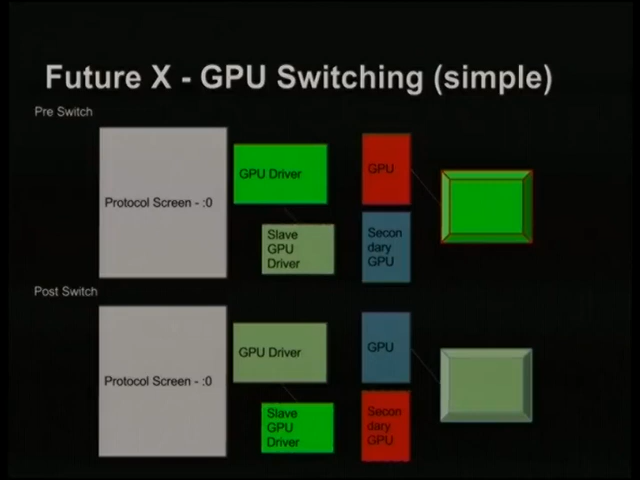 Future X - GPU Switching (simple)
Pre Switch
Protocol Screen - :0
GPU Driver
Slave
GPU
Driver
GPU
Secon
dary
GPU
Post Switch
Protocol Screen - :0
GPU Driver
Slave
GPU
Driver
GPU
Secon
dary
GPU